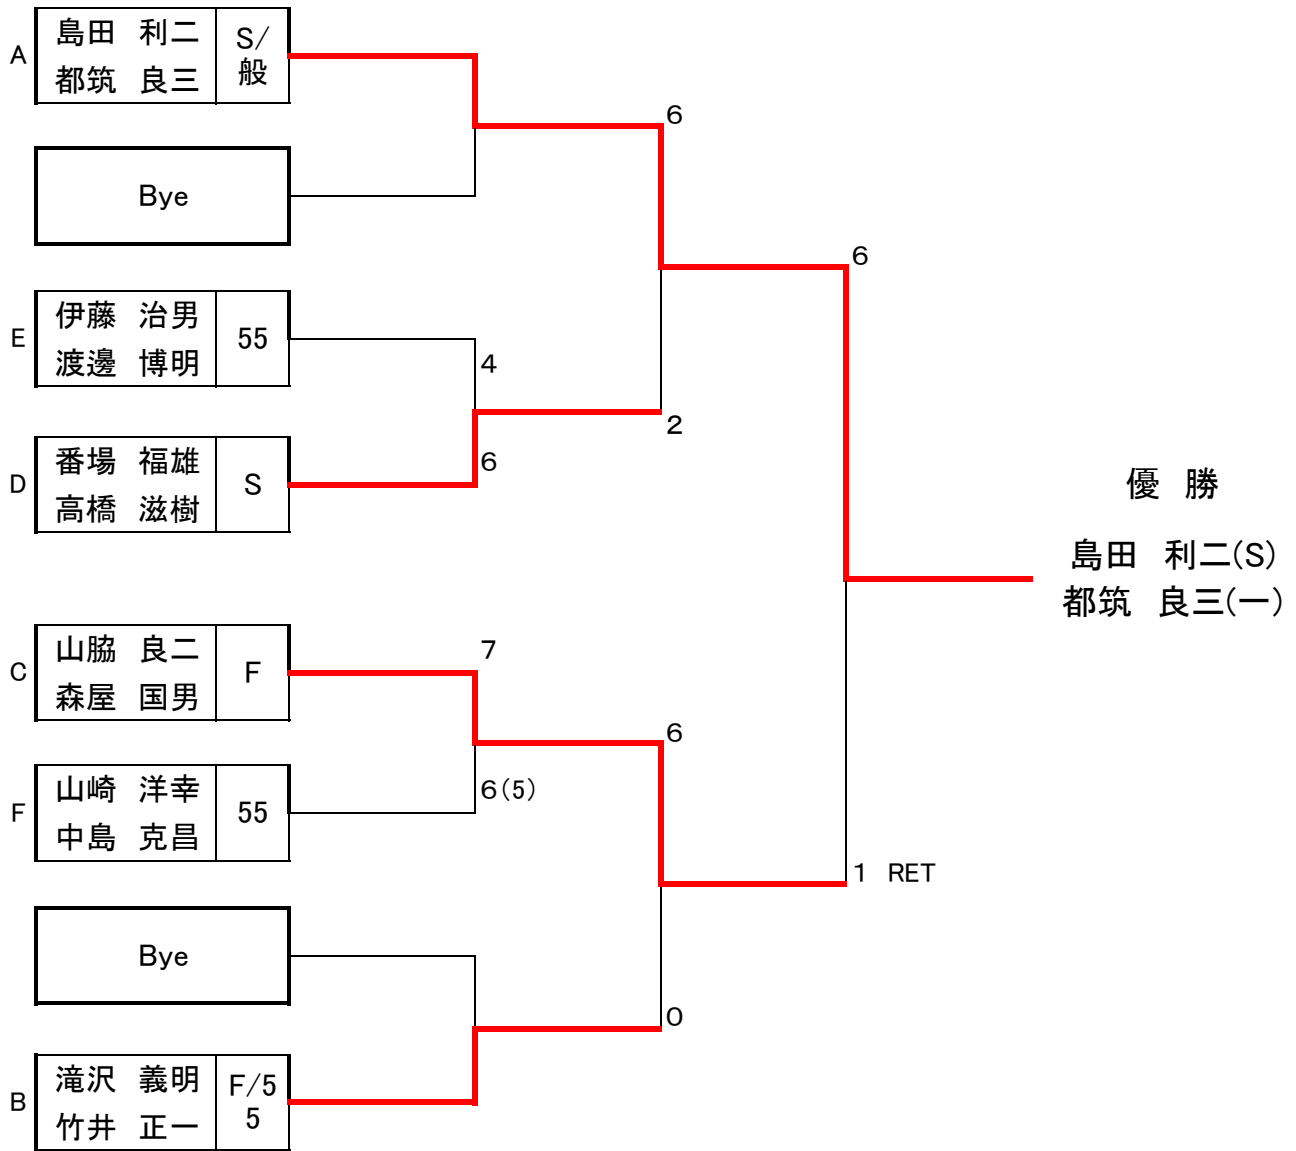 A
島田 利二
都筑 良三
S/
般
Bye
E
伊藤 治男
渡邊 博明
55
D
番場 福雄
高橋 滋樹
S
C
山脇 良二
森屋 国男
F
F
山崎 洋幸
中島 克昌
55
Bye
B
滝沢 義明
竹井 正一
F/5
5
4
6
7
6(5)
6
2
6
0
6
1 RET
優 勝
島田 利二(S)
都筑 良三(一)